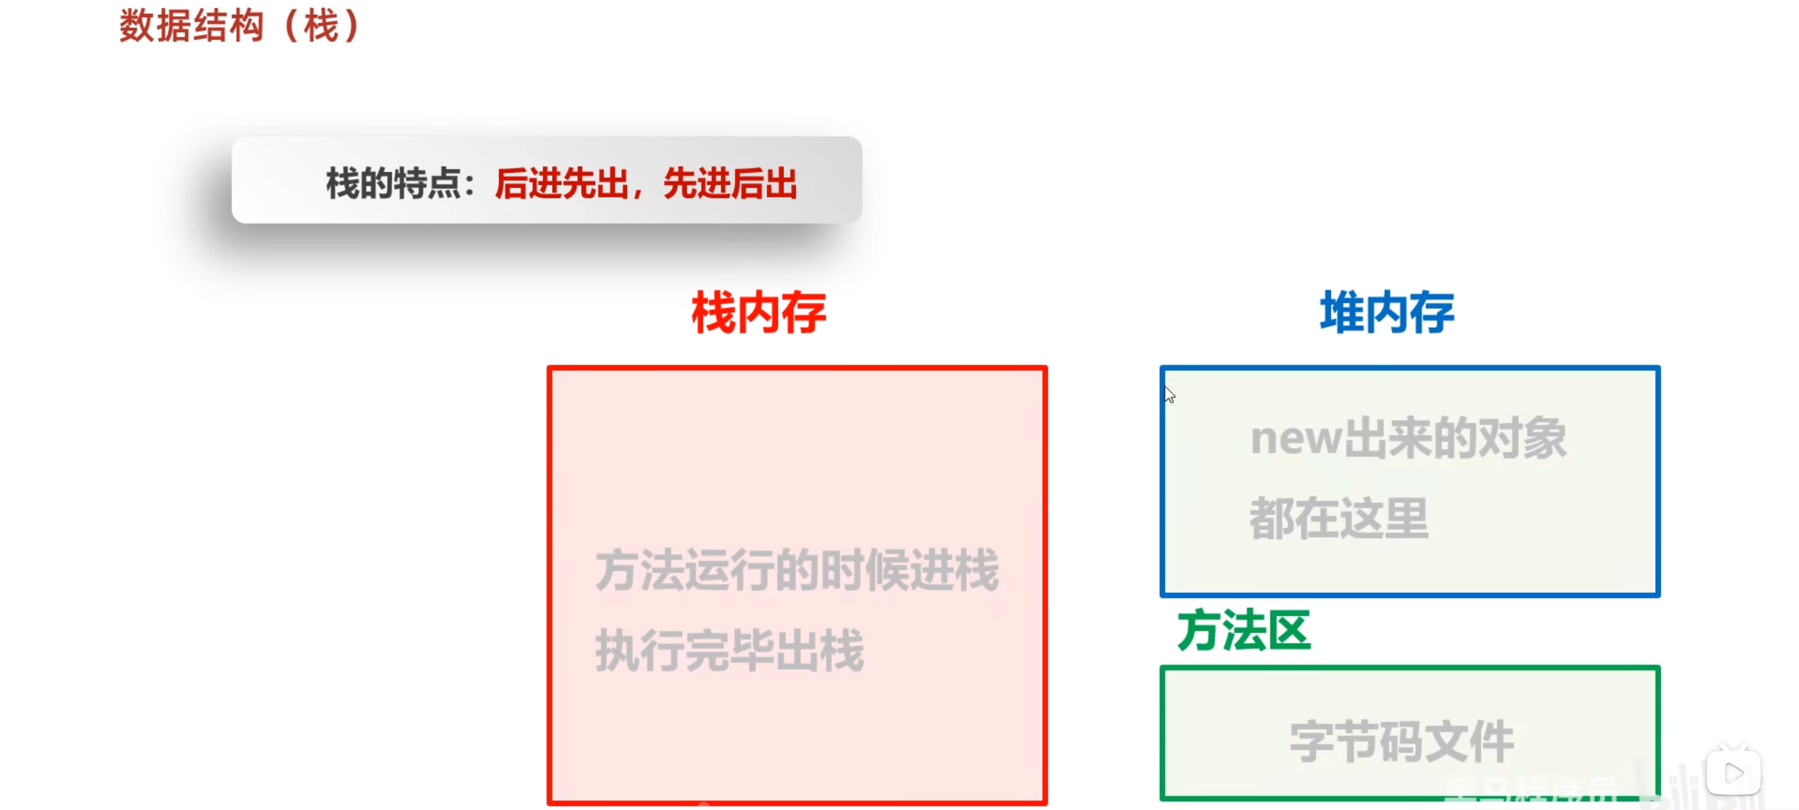 数据结构（栈）
栈的特点：后进先出，先进后出
栈内存
堆内存
方法运行的时候进栈
执行完毕出栈
new出来的对象
都在这里
方法区
字节码文件